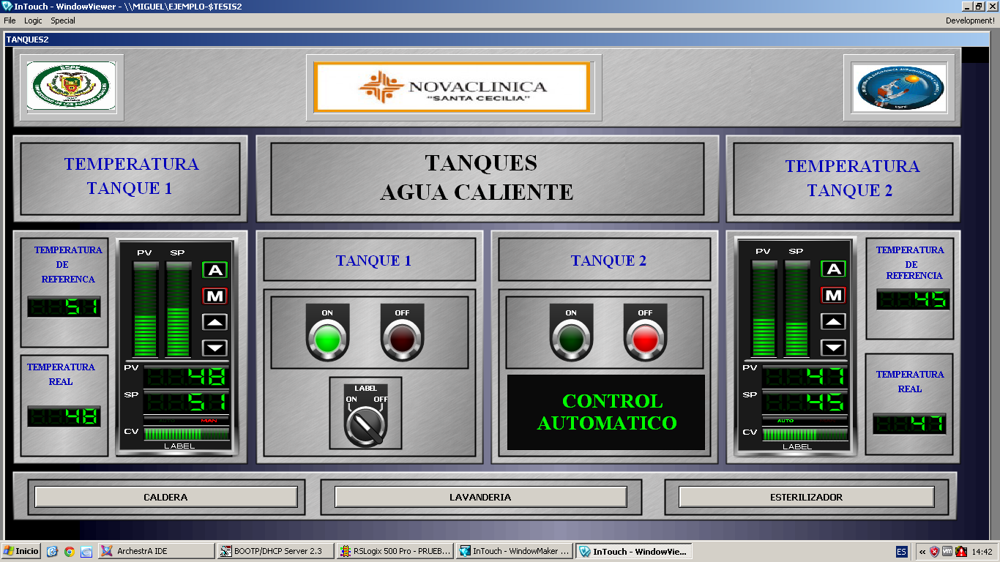 InTouch - WindowViewer - \\MIGUEL\EJEMPLO-$TESIS2
File Logic Special Development!
TANQUES2
ESPE
NOVACLINICA
"SANTA CECILIA"
ESPE
TEMPERATURA
TANQUE 1
TANQUES
AGUA CALIENTE
TEMPERATURA
TANQUE 2
TEMPERATURA
DE
REFERENCA
51
TEMPERATURA
REAL
48
PV SP
A
M
PV 48
SP 51
MAN
CV
LABEL
TANQUE 1
ON OFF
LABEL
ON OFF
TANQUE 2
ON OFF
CONTROL
AUTOMATICO
PV SP
A
M
PV 47
SP 45
AUTO
CV
LABEL
TEMPERATURA
DE
REFERENCIA
45
TEMPERATURA
REAL
47
CALDERA LAVANDERIA ESTERILIZADOR
Inicio ArchestrA IDE BOOTP/DHCP Server 2.3 RSLogix 500 Pro - PRUEB... InTouch - WindowMaker ... InTouch - WindowVie... ES « vm 14:42